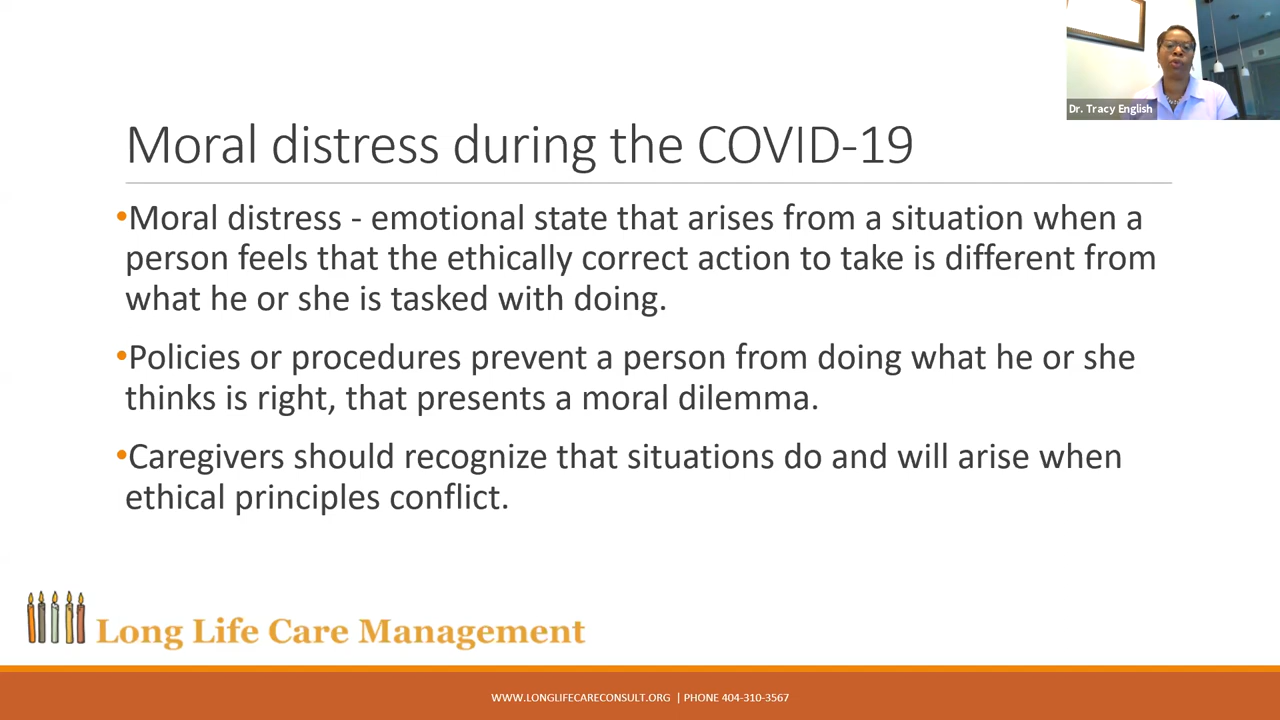 Dr. Tracy English
Moral distress during the COVID-19
•Moral distress - emotional state that arises from a situation when a
person feels that the ethically correct action to take is different from
what he or she is tasked with doing.
•Policies or procedures prevent a person from doing what he or she
thinks is right, that presents a moral dilemma.
•Caregivers should recognize that situations do and will arise when
ethical principles conflict.
Long Life Care Management
WWW.LONGLIFECARECONSULT.ORG | PHONE 404-310-3567